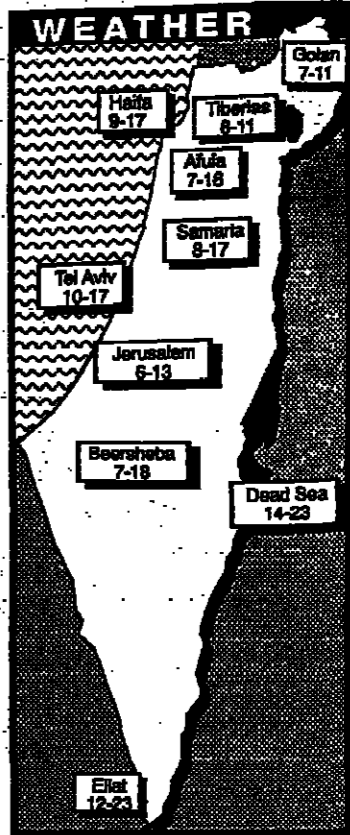 WEATHER
Golan
7-11
Haifa
9-17
Tiberias
8-11
Afula
7-16
Samaria
8-17
Tel Aviv
10-17
Jerusalem
6-13
Beersheba
7-18
Dead Sea
14-23
Eilat
12-23